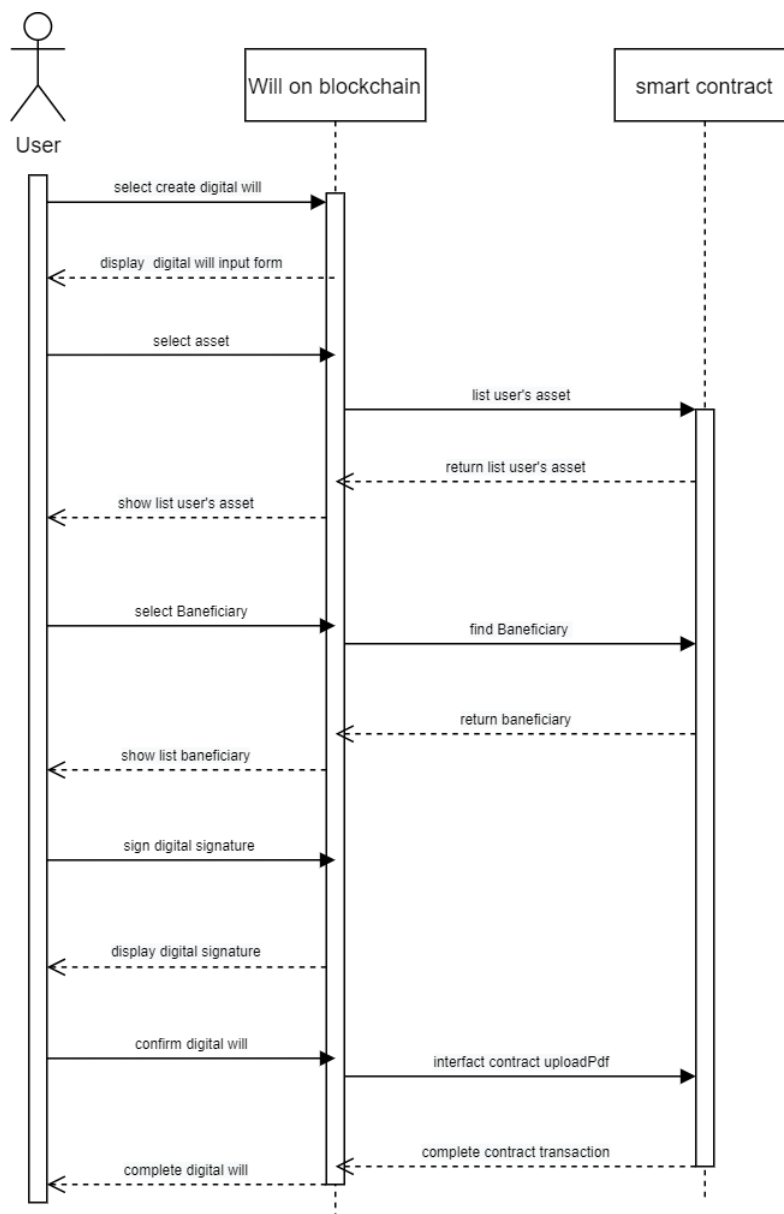 Will on blockchain
smart contract
User
select create digital will
display digital will input form
select asset
list user's asset
return list user's asset
show list user's asset
select Baneficiary
find Baneficiary
return baneficiary
show list baneficiary
sign digital signature
display digital signature
confirm digital will
interfact contract uploadPdf
complete contract transaction
complete digital will